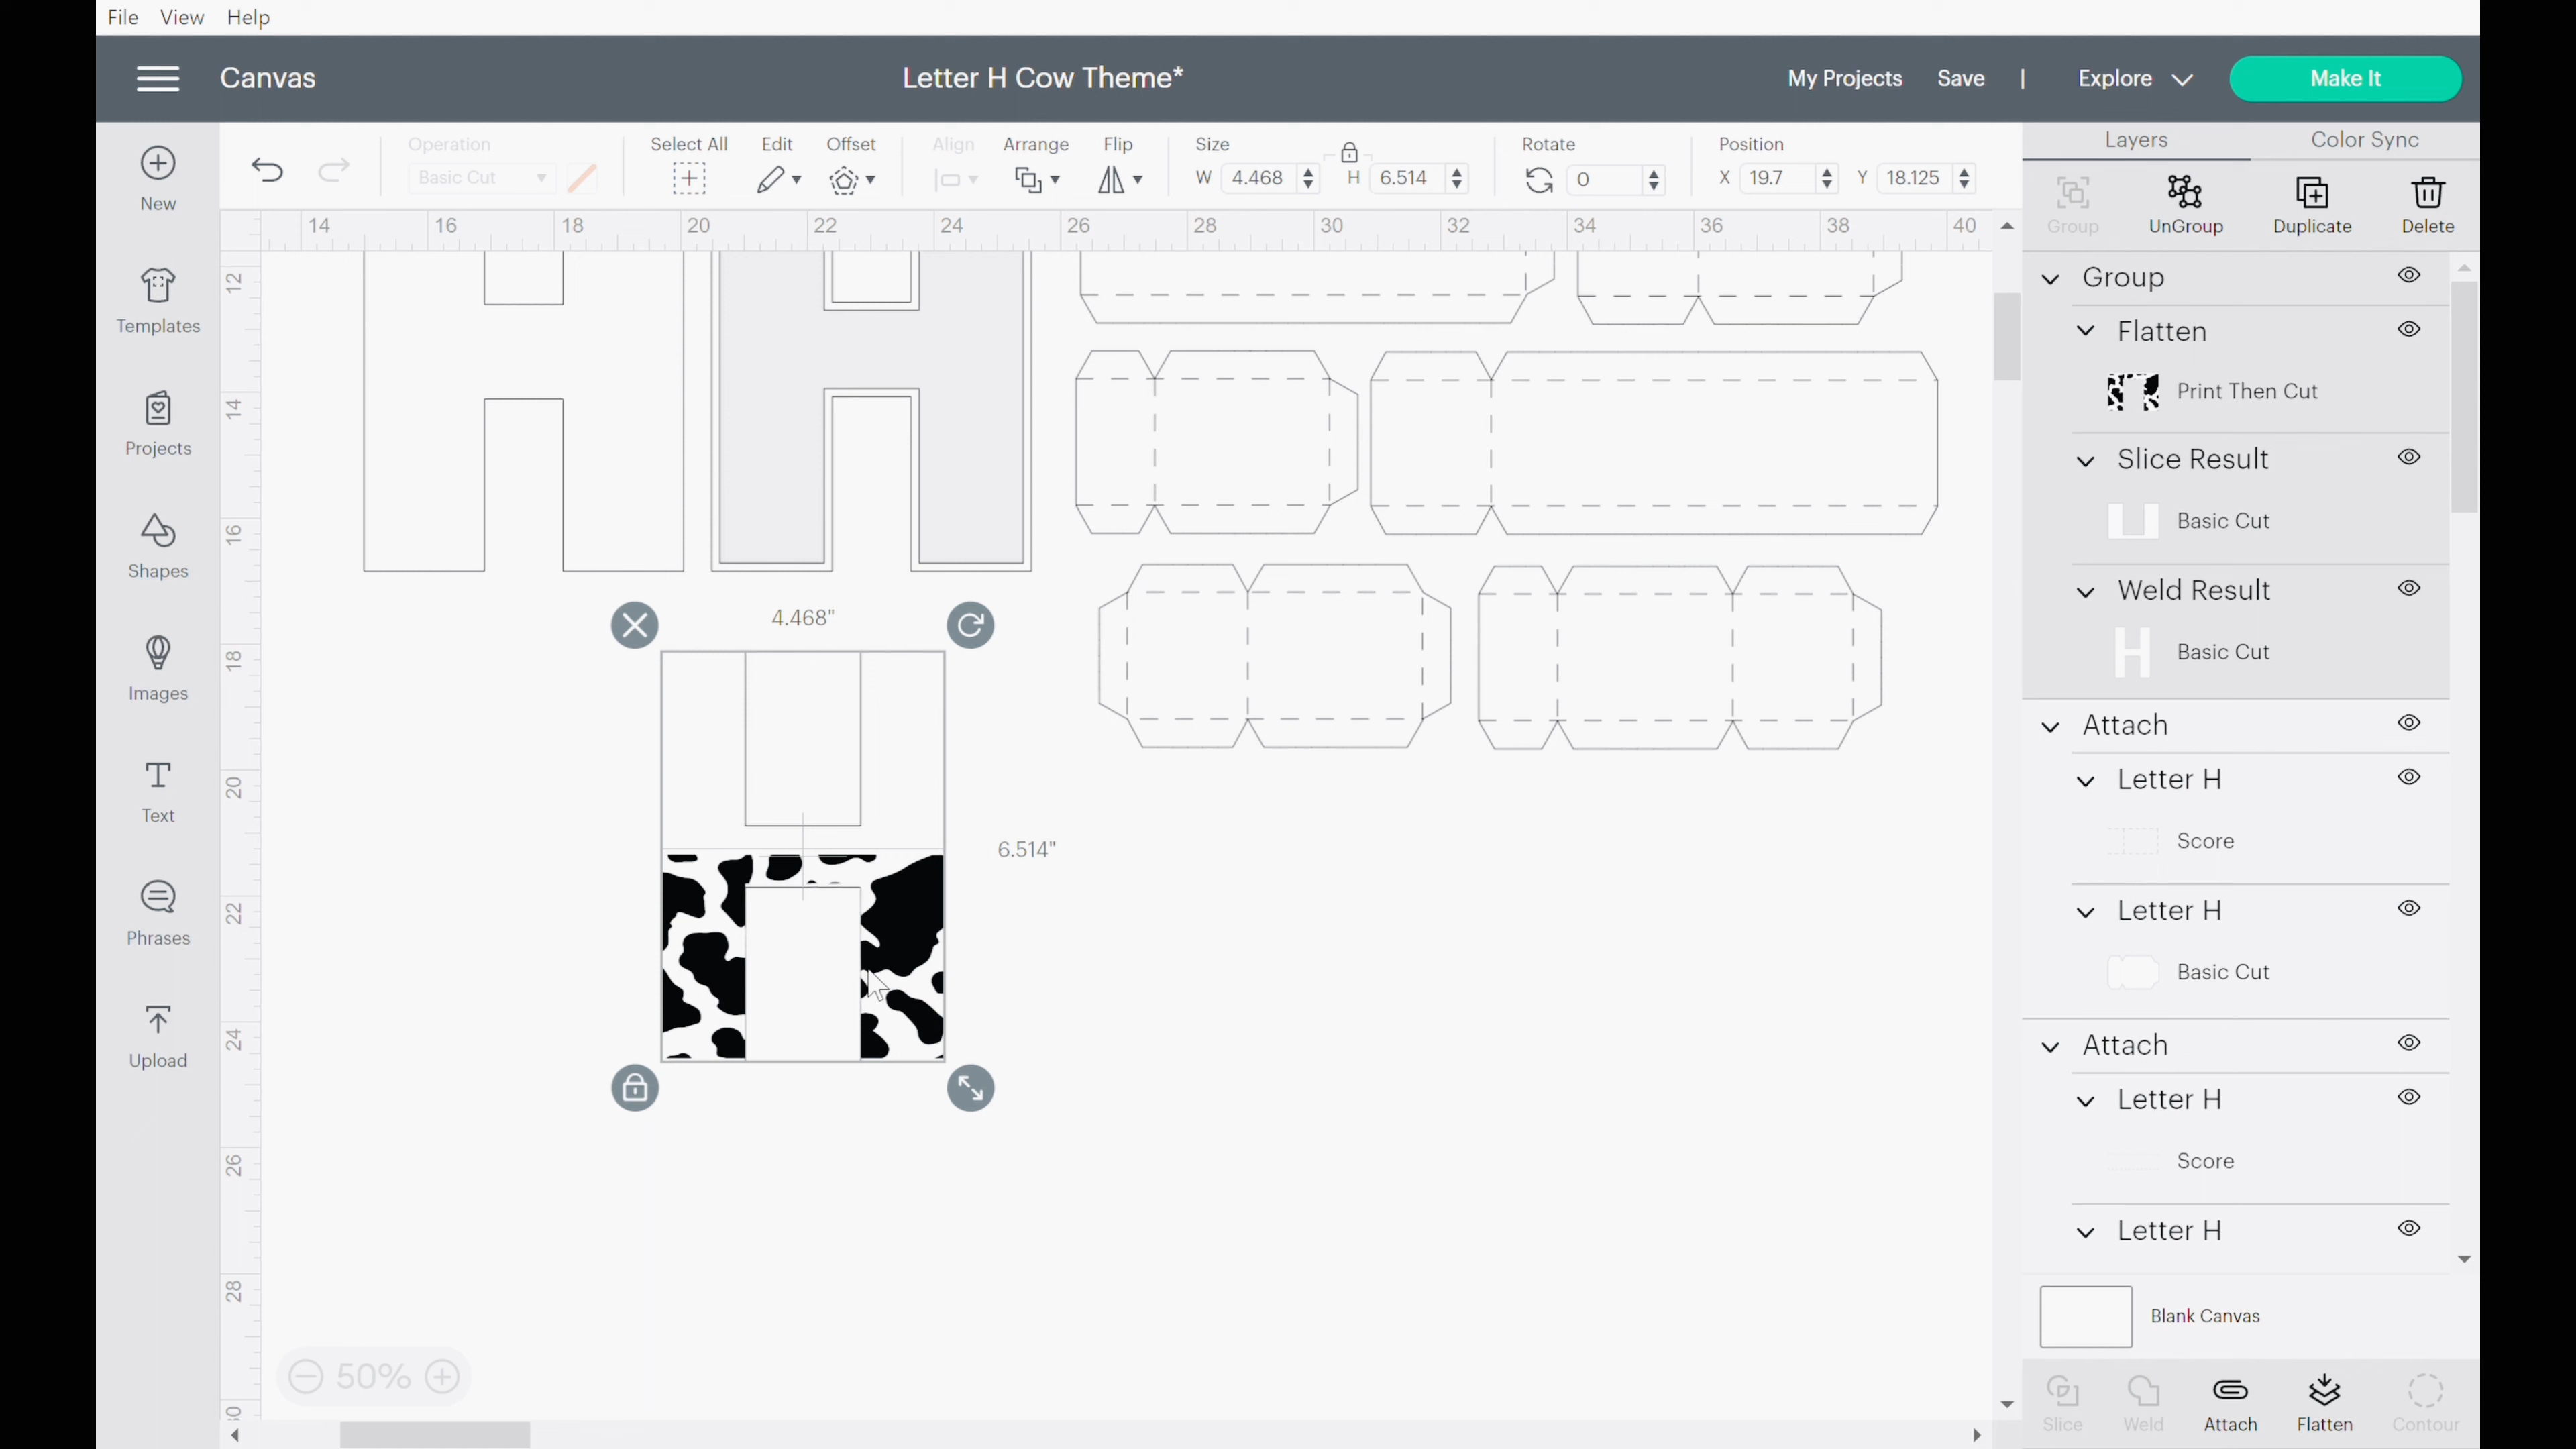 File View Help
Canvas Letter H Cow Theme* My Projects Save | Explore Make It
Operation Select All Edit Offset Align Arrange Flip Size Rotate Position Layers Color Sync
Basic Cut W 4.468 H 6.514 0 X 19.7 Y 18.125
New Group UnGroup Duplicate Delete
14 16 18 20 22 24 26 28 30 32 34 36 38 40
12
14
16
18
20
22
24
26
28
Templates
Projects
Shapes
Images
Text
Phrases
Upload
4.468"
6.514"
50%
Group
Flatten
Print Then Cut
Slice Result
Basic Cut
Weld Result
Basic Cut
Attach
Letter H
Score
Letter H
Basic Cut
Attach
Letter H
Score
Letter H
Blank Canvas
Slice Weld Attach Flatten Contour